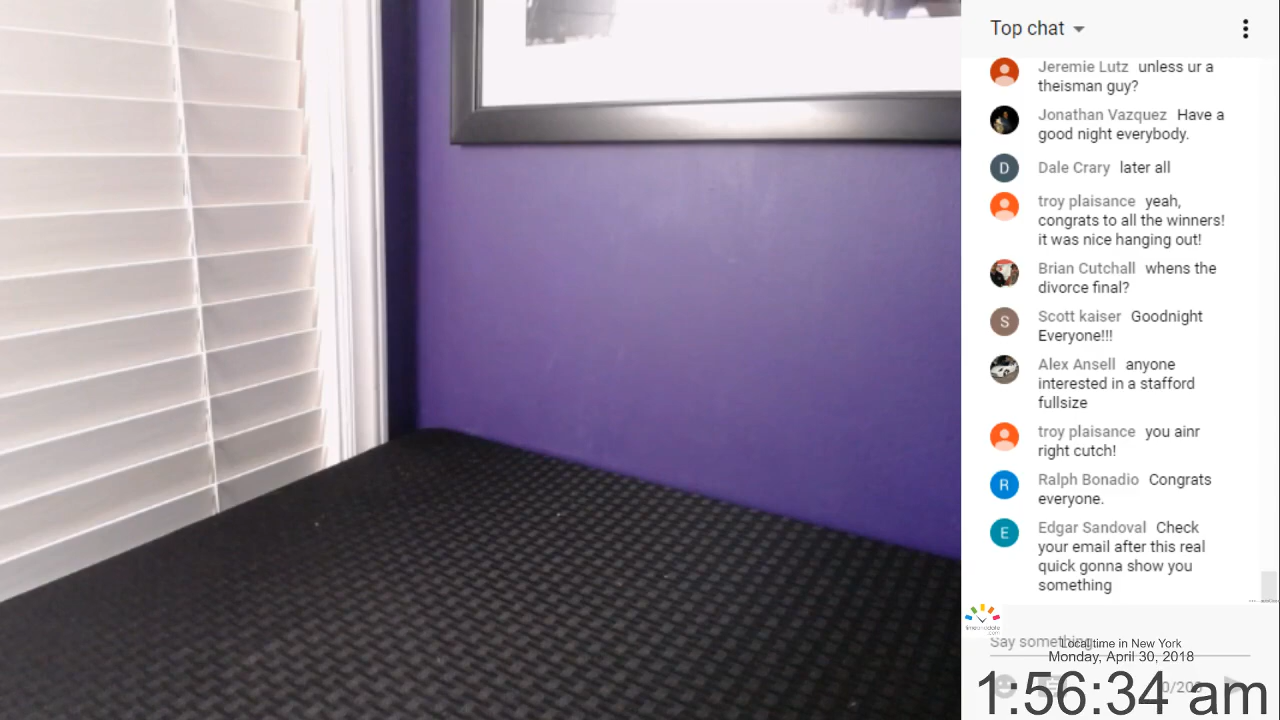 Top chat
Jeremie Lutz unless ur a
theisman guy?
Jonathan Vazquez Have a
good night everybody.
D
Dale Crary later all
troy plaisance yeah,
congrats to all the winners!
it was nice hanging out!
Brian Cutchall whens the
divorce final?
S
Scott kaiser Goodnight
Everyone!!!
Alex Ansell anyone
interested in a stafford
fullsize
troy plaisance you ainr
right cutch!
R
Ralph Bonadio Congrats
everyone.
E
Edgar Sandoval Check
your email after this real
quick gonna show you
something
Say something...
Local time in New York
Monday, April 30, 2018
0/200
1:56:34 am